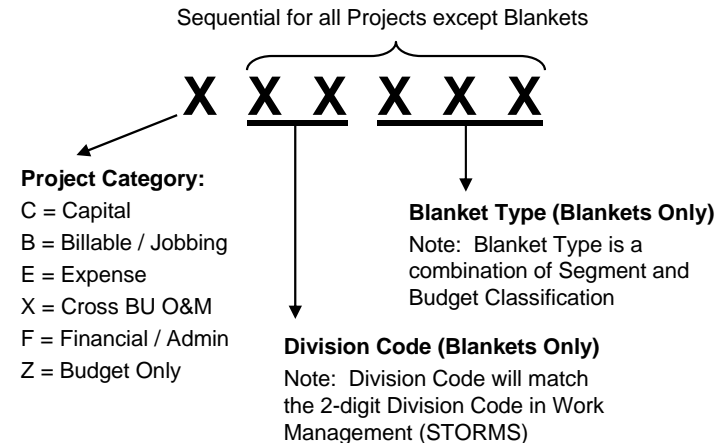 Sequential for all Projects except Blankets
X X X X X X
Project Category:
C = Capital
B = Billable / Jobbing
E = Expense
X = Cross BU O&M
F = Financial / Admin
Z = Budget Only
Blanket Type (Blankets Only)
Note: Blanket Type is a
combination of Segment and
Budget Classification
Division Code (Blankets Only)
Note: Division Code will match
the 2-digit Division Code in Work
Management (STORMS)